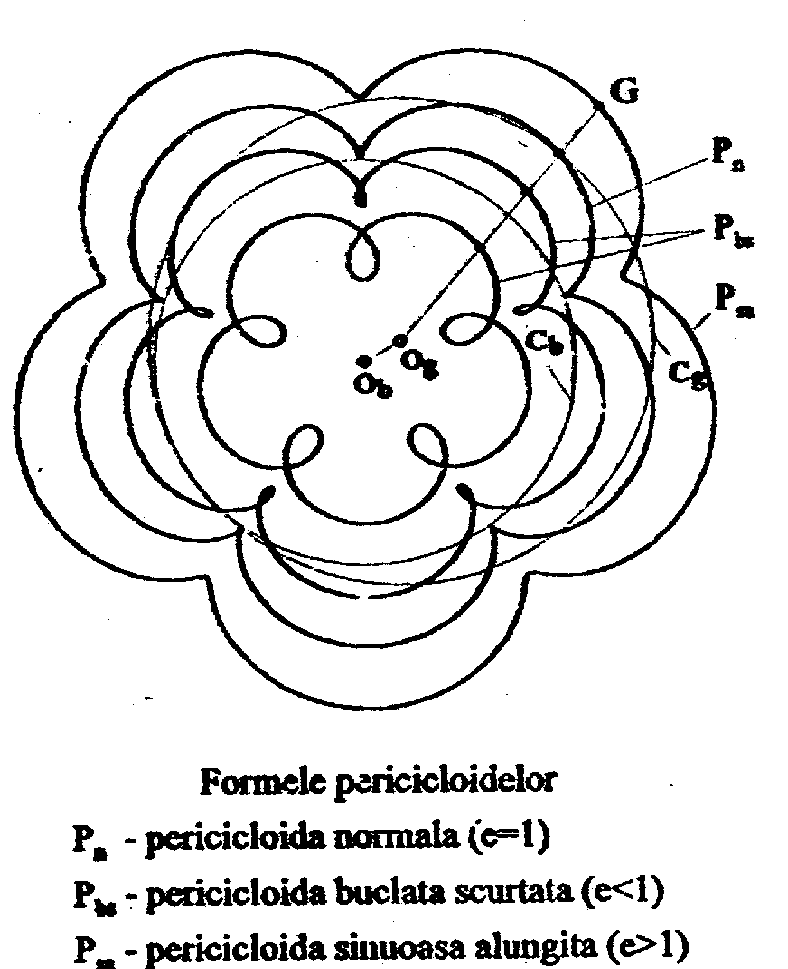 G
Pn
Pbs
Psa
Cb
Cg
Og
Ob
Formele pericicloidelor
Pn - pericicloida normala (e=1)
Pbs - pericicloida buclata scurtata (e<1)
Psa - pericicloida sinuoasa alungita (e>1)